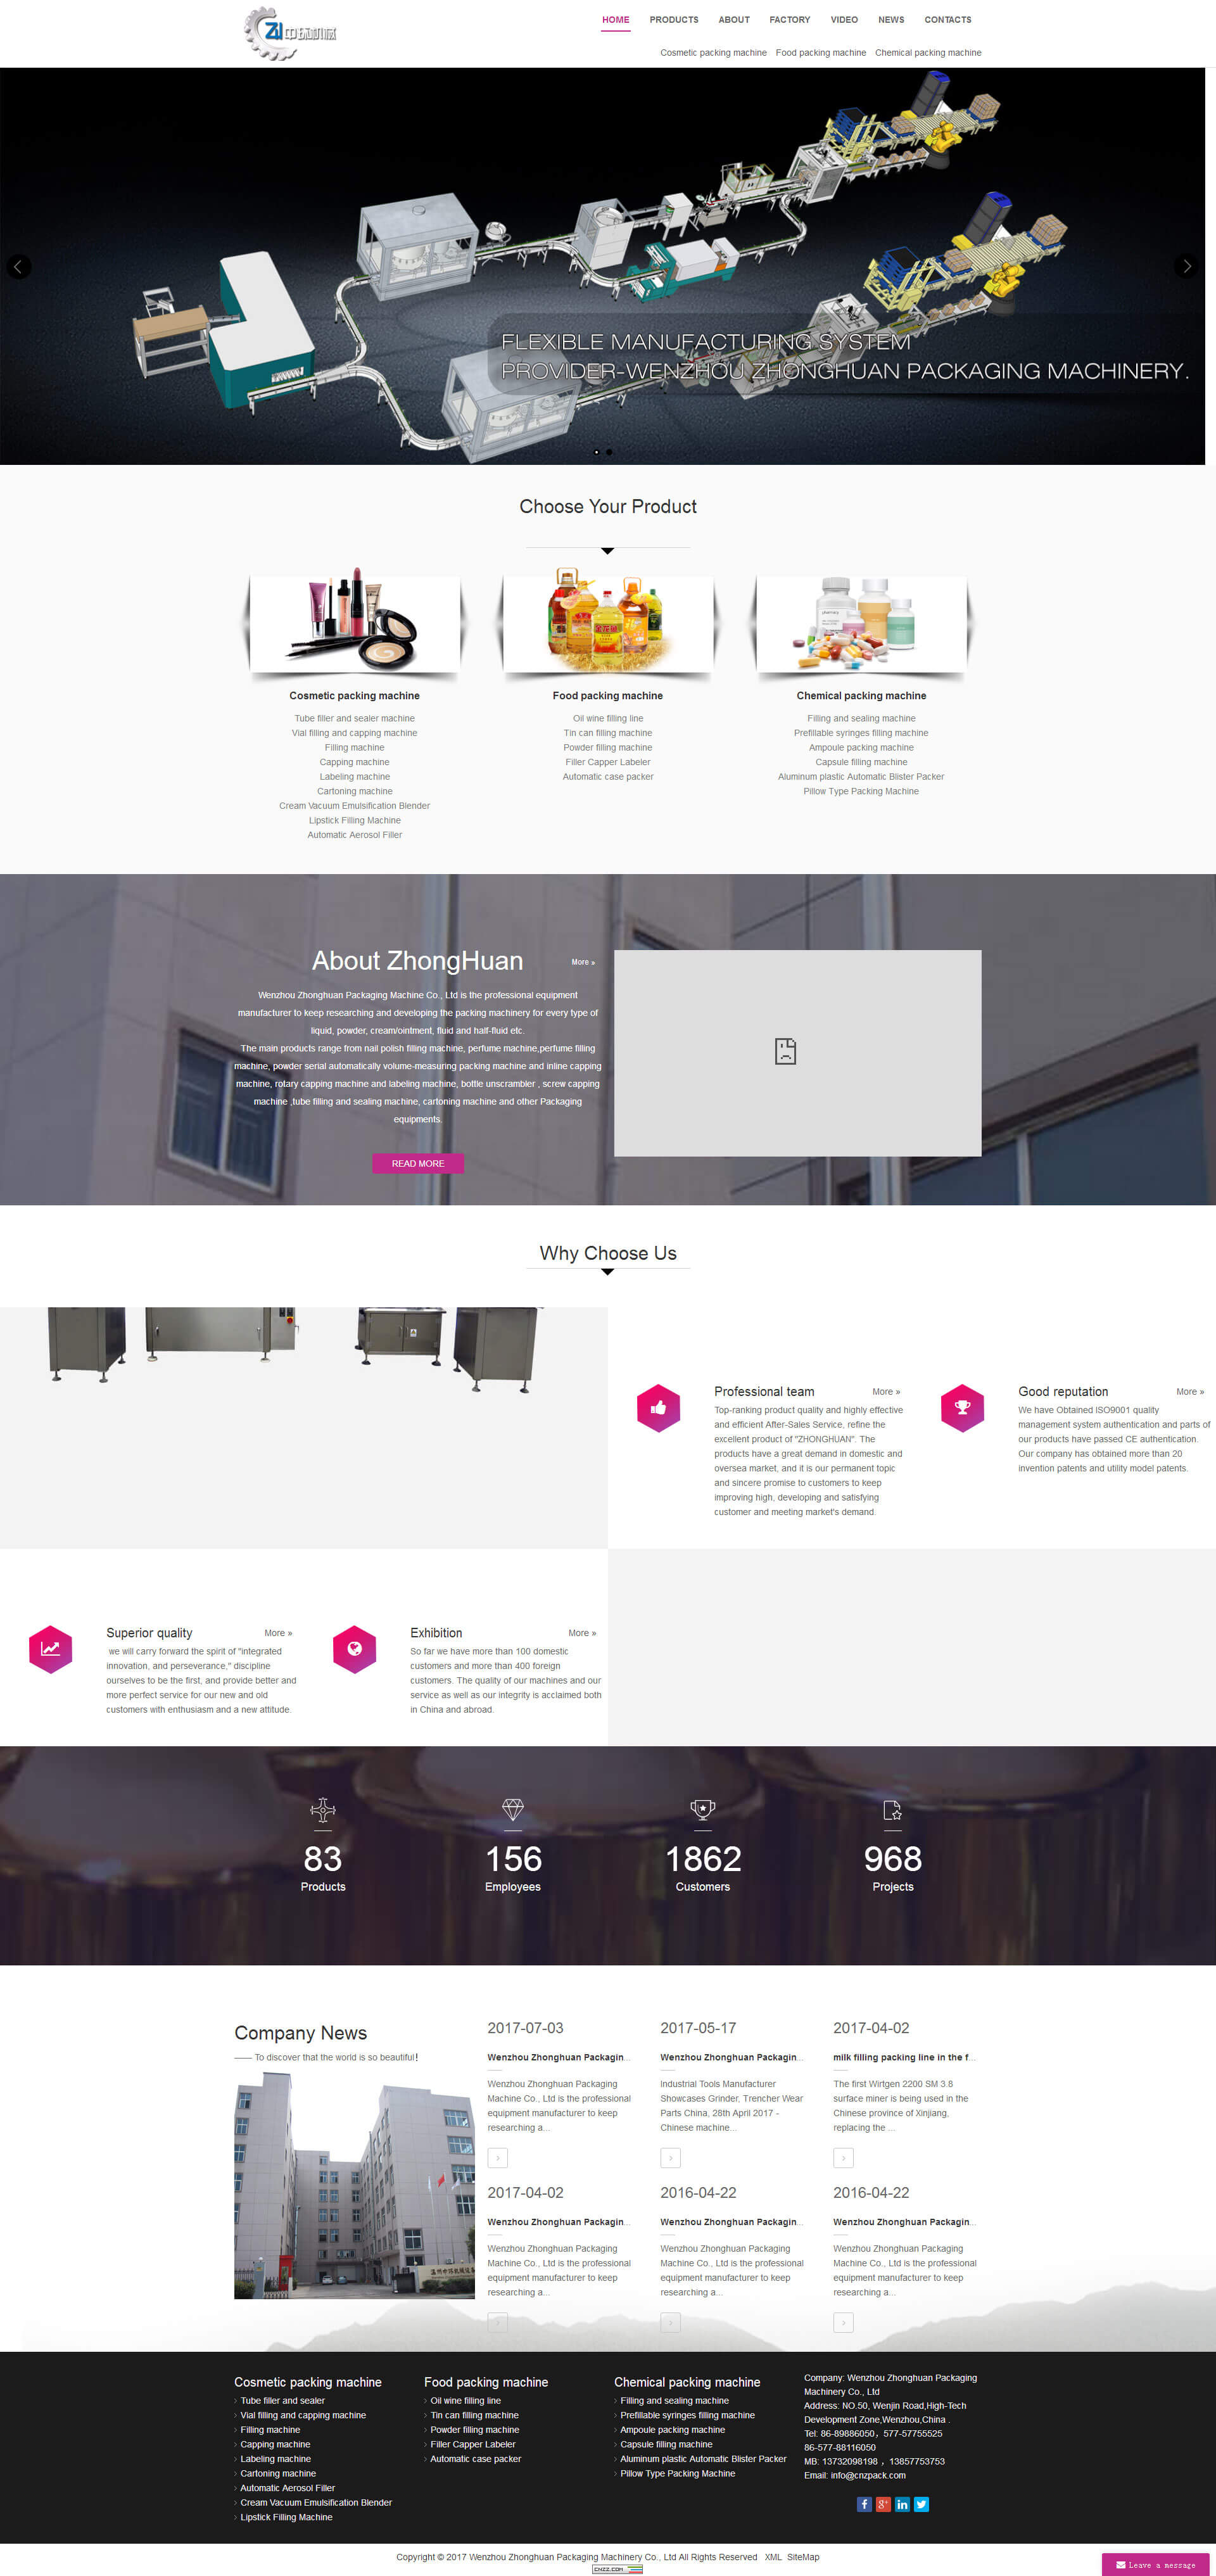 ZH 中环机械
HOME PRODUCTS ABOUT FACTORY VIDEO NEWS CONTACTS
Cosmetic packing machine Food packing machine Chemical packing machine
FLEXIBLE MANUFACTURING SYSTEM
PROVIDER-WENZHOU ZHONGHUAN PACKAGING MACHINERY.
Choose Your Product
Cosmetic packing machine
Tube filler and sealer machine
Vial filling and capping machine
Filling machine
Capping machine
Labeling machine
Cartoning machine
Cream Vacuum Emulsification Blender
Lipstick Filling Machine
Automatic Aerosol Filler
Food packing machine
Oil wine filling line
Tin can filling machine
Powder filling machine
Filler Capper Labeler
Automatic case packer
Chemical packing machine
Filling and sealing machine
Prefillable syringes filling machine
Ampoule packing machine
Capsule filling machine
Aluminum plastic Automatic Blister Packer
Pillow Type Packing Machine
About ZhongHuan
More »
Wenzhou Zhonghuan Packaging Machine Co., Ltd is the professional equipment
manufacturer to keep researching and developing the packing machinery for every type of
liquid, powder, cream/ointment, fluid and half-fluid etc.
The main products range from nail polish filling machine, perfume machine,perfume filling
machine, powder serial automatically volume-measuring packing machine and inline capping
machine, rotary capping machine and labeling machine, bottle unscrambler , screw capping
machine ,tube filling and sealing machine, cartoning machine and other Packaging
equipments.
READ MORE
Why Choose Us
Professional team More »
Top-ranking product quality and highly effective
and efficient After-Sales Service, refine the
excellent product of "ZHONGHUAN". The
products have a great demand in domestic and
oversea market, and it is our permanent topic
and sincere promise to customers to keep
improving high, developing and satisfying
customer and meeting market's demand.
Good reputation More »
We have Obtained ISO9001 quality
management system authentication and parts of
our products have passed CE authentication.
Our company has obtained more than 20
invention patents and utility model patents.
Superior quality More »
we will carry forward the spirit of "integrated
innovation, and perseverance," discipline
ourselves to be the first, and provide better and
more perfect service for our new and old
customers with enthusiasm and a new attitude.
Exhibition More »
So far we have more than 100 domestic
customers and more than 400 foreign
customers. The quality of our machines and our
service as well as our integrity is acclaimed both
in China and abroad.
83
Products
156
Employees
1862
Customers
968
Projects
Company News
—— To discover that the world is so beautiful！
2017-07-03
Wenzhou Zhonghuan Packagin...
Wenzhou Zhonghuan Packaging
Machine Co., Ltd is the professional
equipment manufacturer to keep
researching a...
2017-05-17
Wenzhou Zhonghuan Packagin...
Industrial Tools Manufacturer
Showcases Grinder, Trencher Wear
Parts China, 28th April 2017 -
Chinese machine...
2017-04-02
milk filling packing line in the f...
The first Wirtgen 2200 SM 3.8
surface miner is being used in the
Chinese province of Xinjiang,
replacing the ...
2017-04-02
Wenzhou Zhonghuan Packagin...
Wenzhou Zhonghuan Packaging
Machine Co., Ltd is the professional
equipment manufacturer to keep
researching a...
2016-04-22
Wenzhou Zhonghuan Packagin...
Wenzhou Zhonghuan Packaging
Machine Co., Ltd is the professional
equipment manufacturer to keep
researching a...
2016-04-22
Wenzhou Zhonghuan Packagin...
Wenzhou Zhonghuan Packaging
Machine Co., Ltd is the professional
equipment manufacturer to keep
researching a...
Cosmetic packing machine
Tube filler and sealer
Vial filling and capping machine
Filling machine
Capping machine
Labeling machine
Cartoning machine
Automatic Aerosol Filler
Cream Vacuum Emulsification Blender
Lipstick Filling Machine
Food packing machine
Oil wine filling line
Tin can filling machine
Powder filling machine
Filler Capper Labeler
Automatic case packer
Chemical packing machine
Filling and sealing machine
Prefillable syringes filling machine
Ampoule packing machine
Capsule filling machine
Aluminum plastic Automatic Blister Packer
Pillow Type Packing Machine
Company: Wenzhou Zhonghuan Packaging
Machinery Co., Ltd
Address: NO.50, Wenjin Road,High-Tech
Development Zone,Wenzhou,China .
Tel: 86-89886050，577-57755525
86-577-88116050
MB: 13732098198 ，13857753753
Email: info@cnzpack.com
Copyright © 2017 Wenzhou Zhonghuan Packaging Machinery Co., Ltd All Rights Reserved XML SiteMap
CNZZ.COM
Leave a message